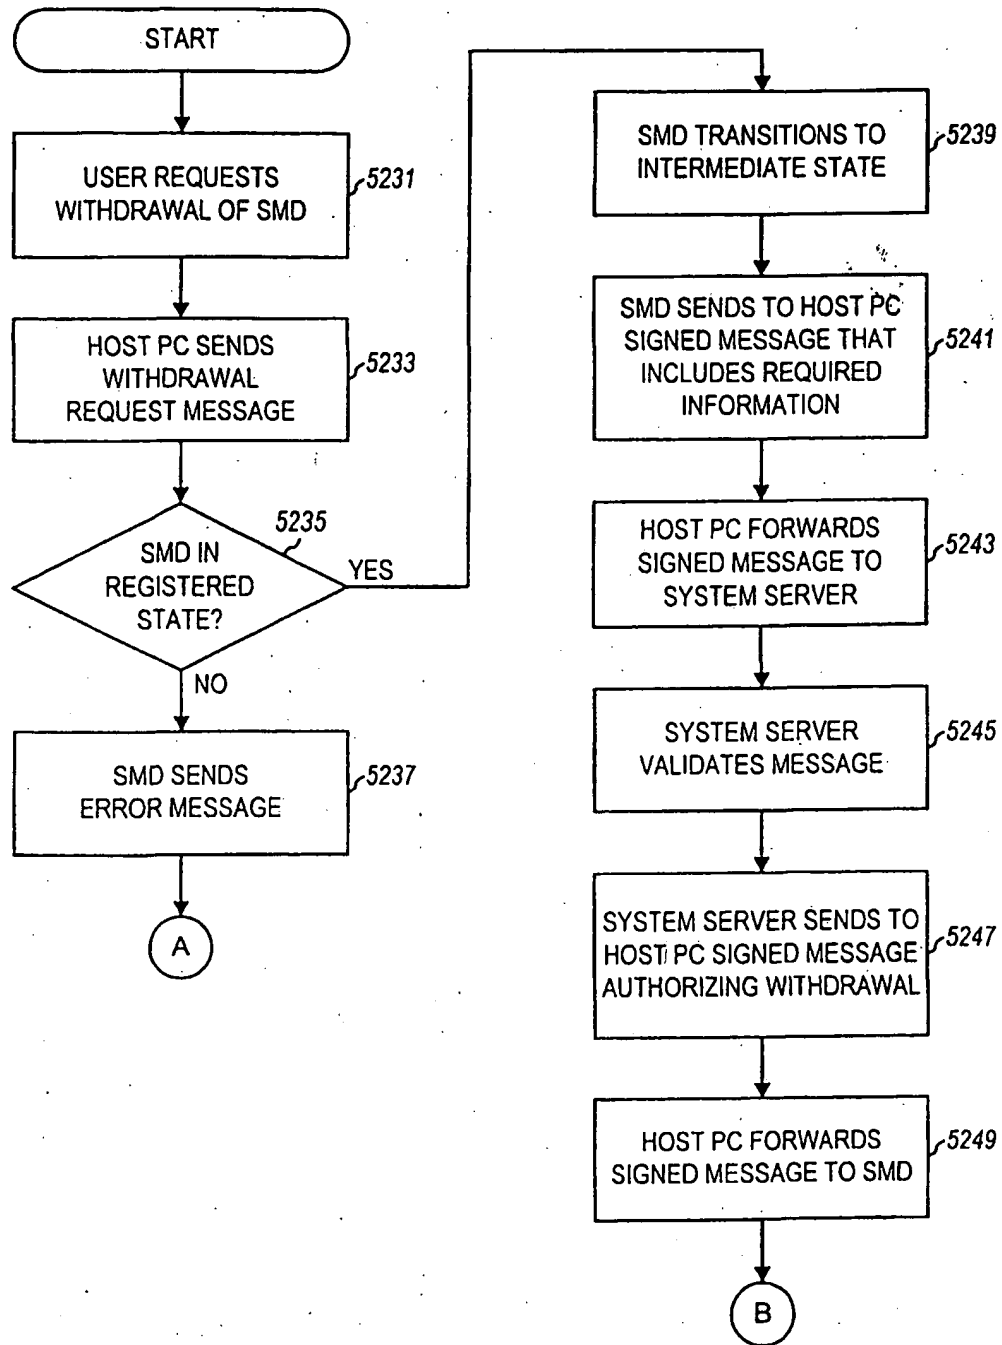 START
USER REQUESTS
WITHDRAWAL OF SMD
5231
HOST PC SENDS
WITHDRAWAL
REQUEST MESSAGE
5233
5235
SMD IN
REGISTERED
STATE?
YES
NO
SMD SENDS
ERROR MESSAGE
5237
A
SMD TRANSITIONS TO
INTERMEDIATE STATE
5239
SMD SENDS TO HOST PC
SIGNED MESSAGE THAT
INCLUDES REQUIRED
INFORMATION
5241
HOST PC FORWARDS
SIGNED MESSAGE TO
SYSTEM SERVER
5243
SYSTEM SERVER
VALIDATES MESSAGE
5245
SYSTEM SERVER SENDS TO
HOST PC SIGNED MESSAGE
AUTHORIZING WITHDRAWAL
5247
HOST PC FORWARDS
SIGNED MESSAGE TO SMD
5249
B